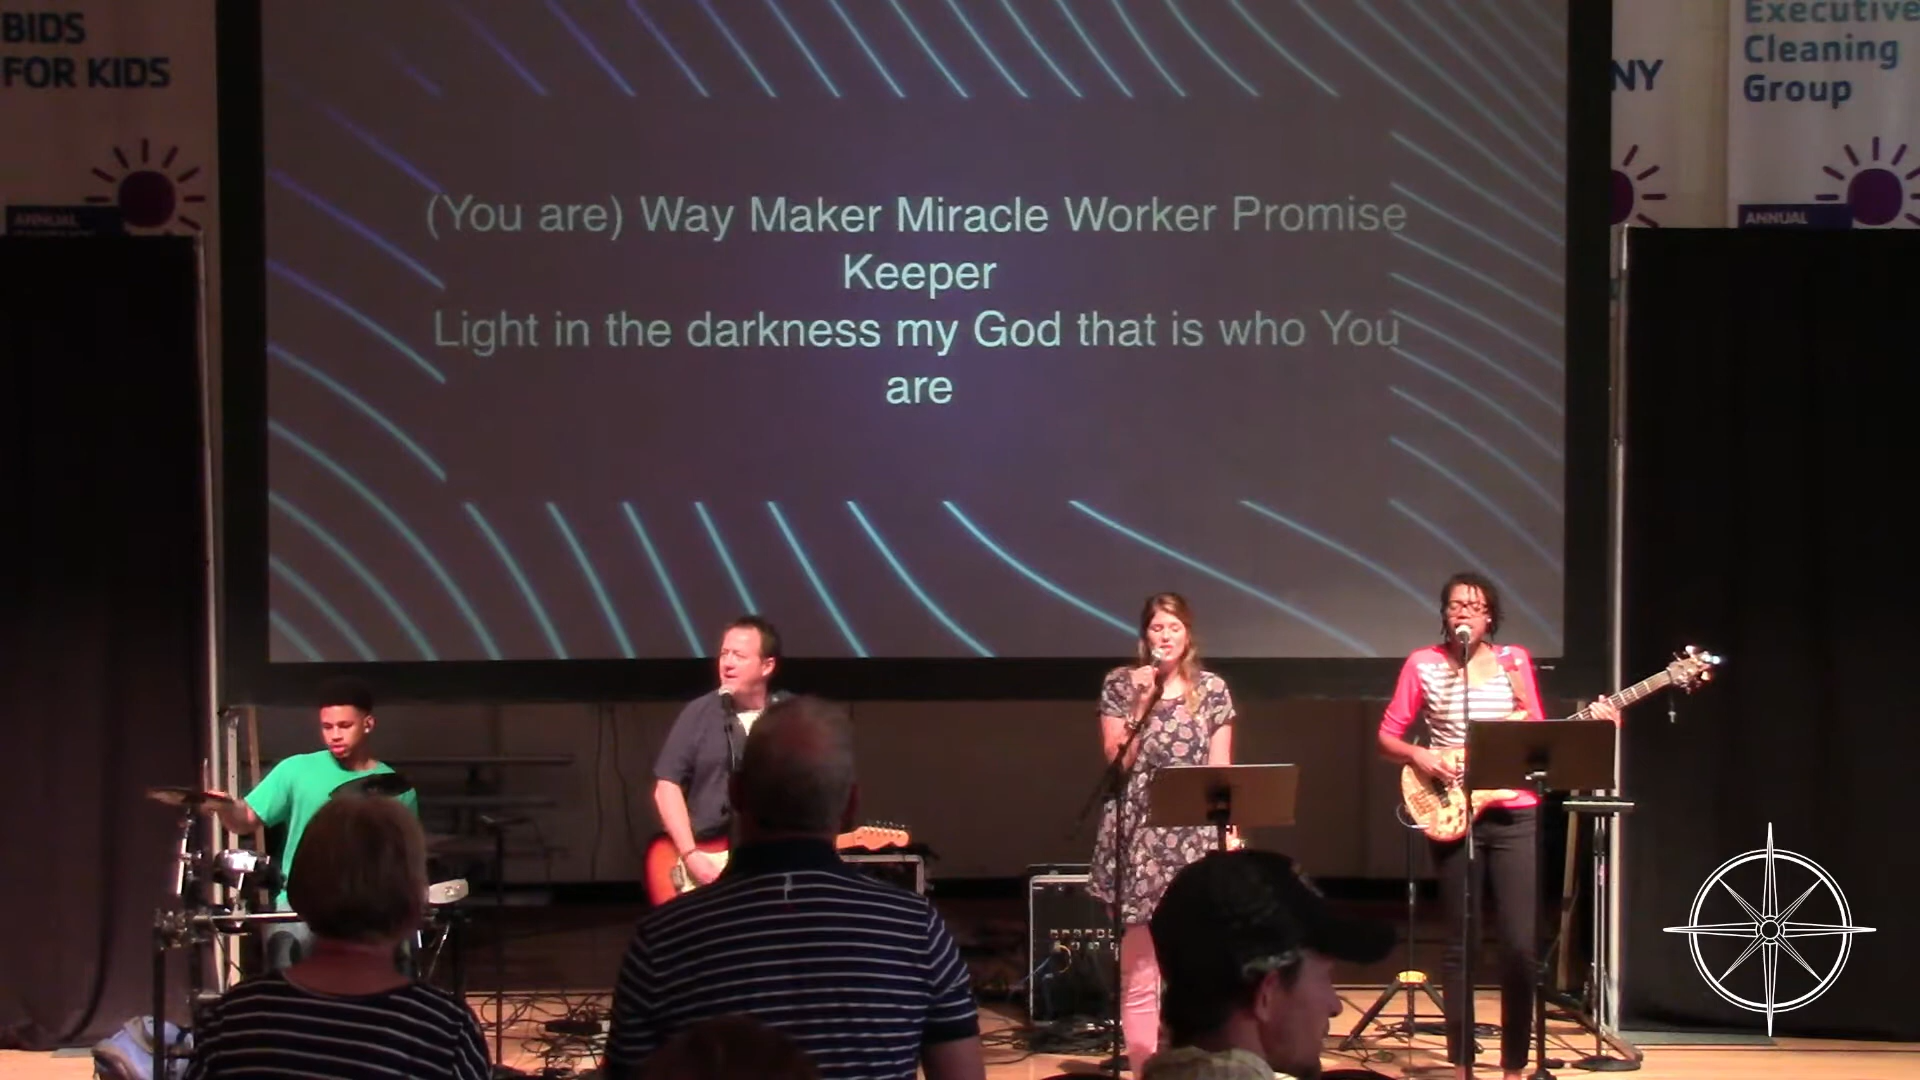 BIDS
FOR KIDS
ANNUAL
NY
Executive
Cleaning
Group
ANNUAL
(You are) Way Maker Miracle Worker Promise
Keeper
Light in the darkness my God that is who You
are